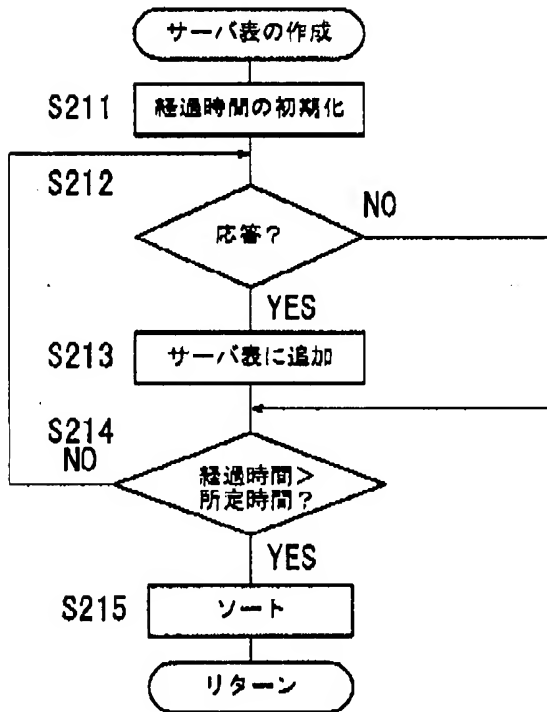 サーバ表の作成
S211
経過時間の初期化
S212
NO
応答？
YES
S213
サーバ表に追加
S214
NO
経過時間＞
所定時間？
YES
S215
ソート
リターン